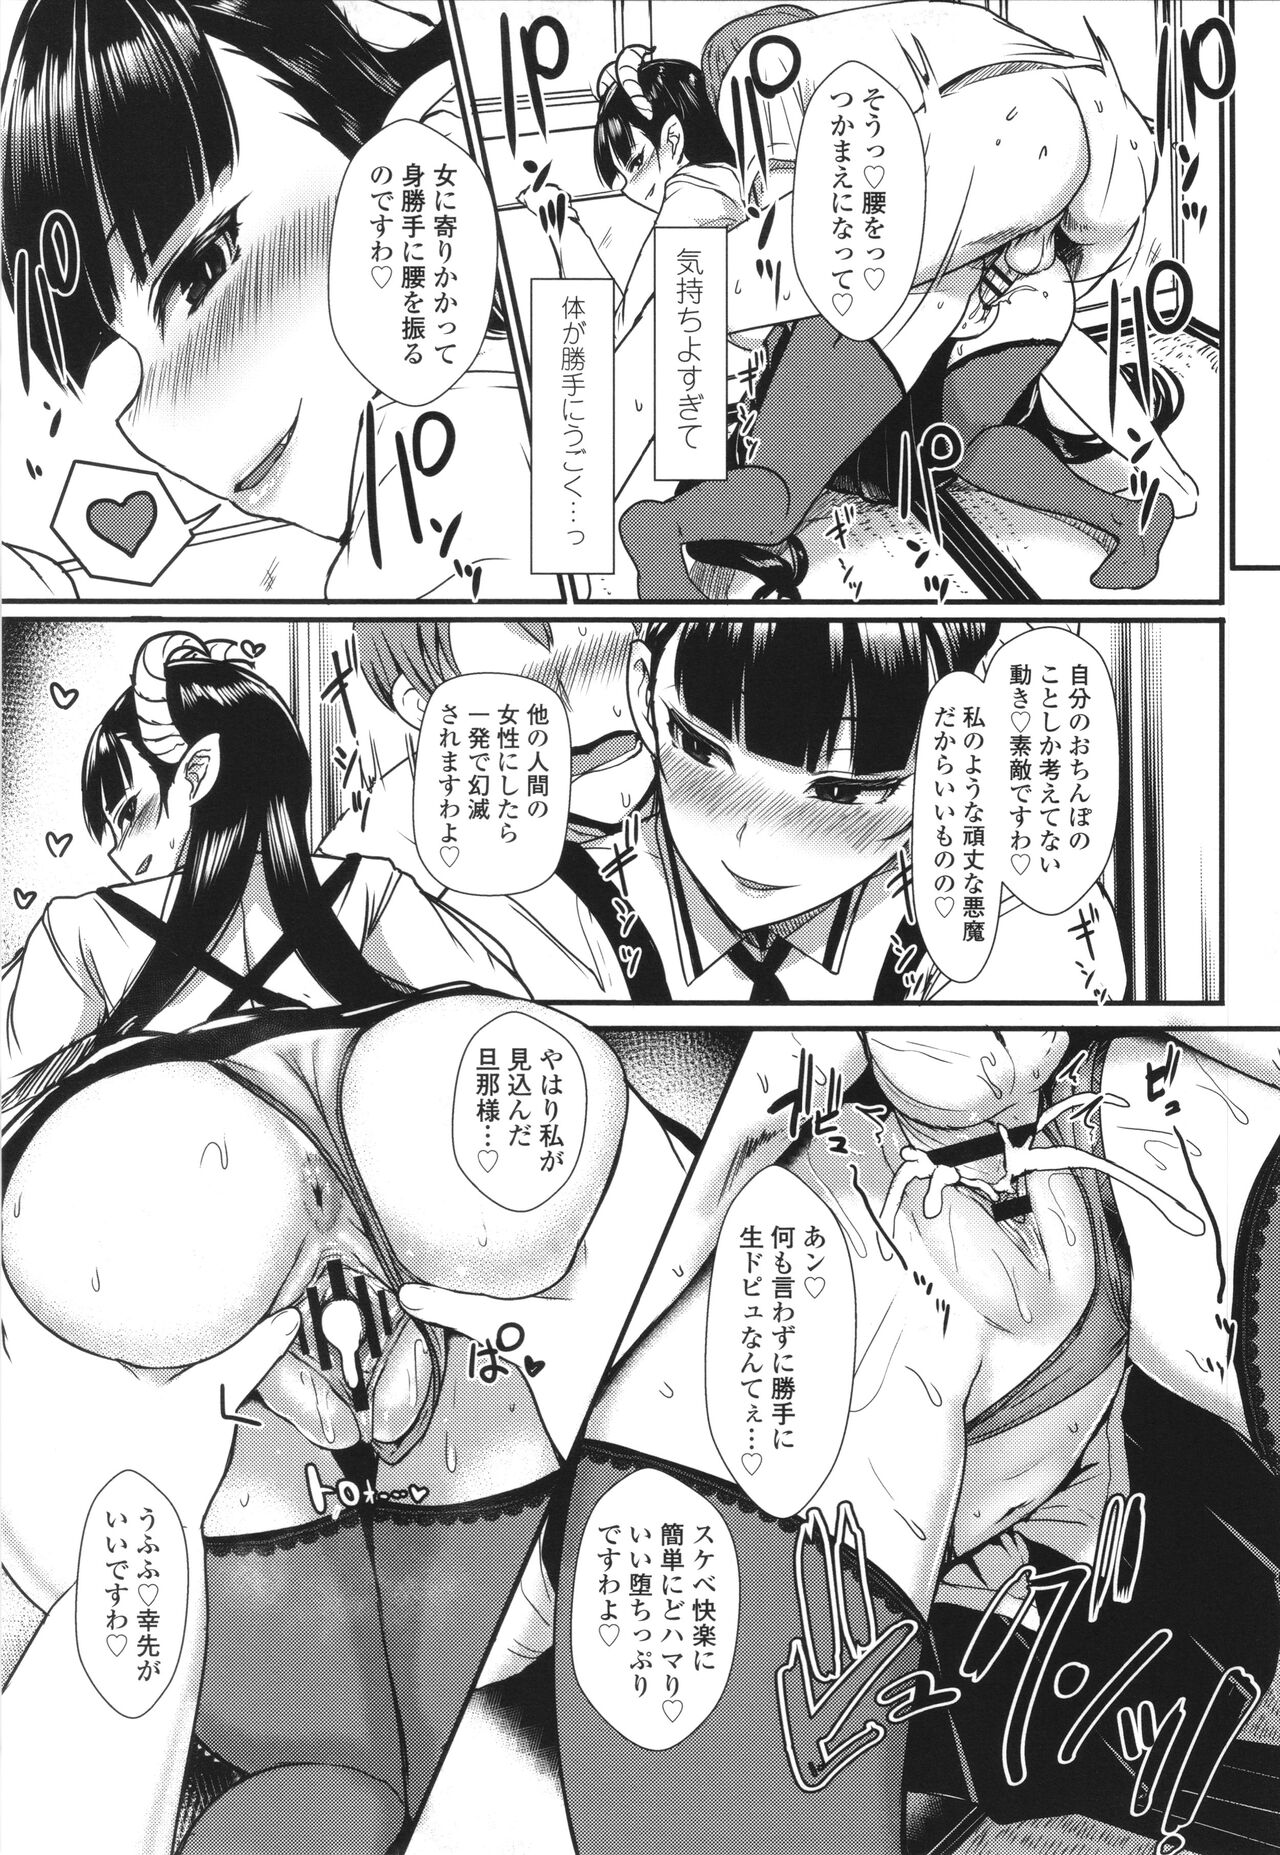 そうっ♡腰をっ♡
つかまえになって♡
気持ちよすぎて
体が勝手にうごく…っ
女に寄りかかって
身勝手に腰を振る
のですわ♡
自分のおちんぽの
ことしか考えてない
動き♡素敵ですわ♡
私のような頑丈な悪魔
だからいいものの♡
他の人間の
女性にしたら
一発で幻滅
されますわよ♡
あン♡
何も言わずに勝手に
生ドピュなんてぇ…♡
スケベ快楽に
簡単にどハマり♡
いい堕ちっぷり
ですわよ♡
やはり私が
見込んだ
旦那様…♡
くぱぁ♡
トロォ…♡
うふふ♡幸先が
いいですわ♡